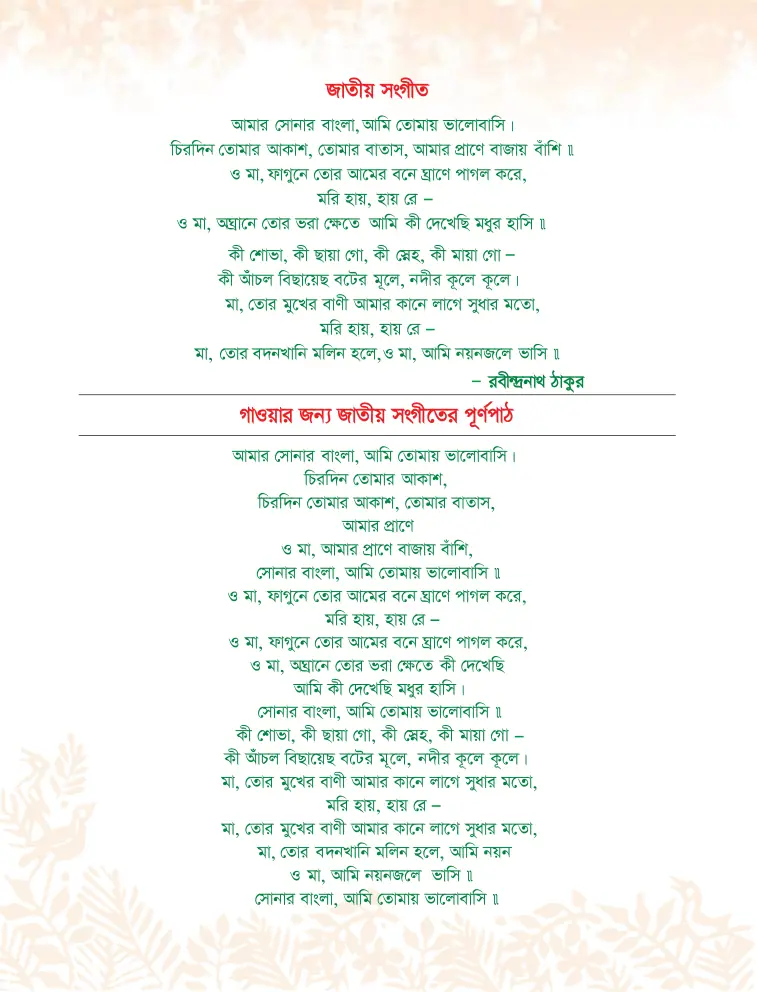 জাতীয় সংগীত
আমার সোনার বাংলা, আমি তোমায় ভালোবাসি।
চিরদিন তোমার আকাশ, তোমার বাতাস, আমার প্রাণে বাজায় বাঁশি॥
ও মা, ফাগুনে তোর আমের বনে ঘ্রাণে পাগল করে,
মরি হায়, হায় রে –
ও মা, অঘ্রানে তোর ভরা ক্ষেতে আমি কী দেখেছি মধুর হাসি॥
কী শোভা, কী ছায়া গো, কী স্নেহ, কী মায়া গো –
কী আঁচল বিছায়েছ বটের মূলে, নদীর কূলে কূলে।
মা, তোর মুখের বাণী আমার কানে লাগে সুধার মতো,
মরি হায়, হায় রে –
মা, তোর বদনখানি মলিন হলে, ও মা, আমি নয়নজলে ভাসি॥
– রবীন্দ্রনাথ ঠাকুর
গাওয়ার জন্য জাতীয় সংগীতের পূর্ণপাঠ
আমার সোনার বাংলা, আমি তোমায় ভালোবাসি।
চিরদিন তোমার আকাশ,
চিরদিন তোমার আকাশ, তোমার বাতাস,
আমার প্রাণে
ও মা, আমার প্রাণে বাজায় বাঁশি,
সোনার বাংলা, আমি তোমায় ভালোবাসি॥
ও মা, ফাগুনে তোর আমের বনে ঘ্রাণে পাগল করে,
মরি হায়, হায় রে –
ও মা, ফাগুনে তোর আমের বনে ঘ্রাণে পাগল করে,
ও মা, অঘ্রানে তোর ভরা ক্ষেতে কী দেখেছি
আমি কী দেখেছি মধুর হাসি।
সোনার বাংলা, আমি তোমায় ভালোবাসি॥
কী শোভা, কী ছায়া গো, কী স্নেহ, কী মায়া গো –
কী আঁচল বিছায়েছ বটের মূলে, নদীর কূলে কূলে।
মা, তোর মুখের বাণী আমার কানে লাগে সুধার মতো,
মরি হায়, হায় রে –
মা, তোর মুখের বাণী আমার কানে লাগে সুধার মতো,
মা, তোর বদনখানি মলিন হলে, আমি নয়ন
ও মা, আমি নয়নজলে ভাসি॥
সোনার বাংলা, আমি তোমায় ভালোবাসি॥